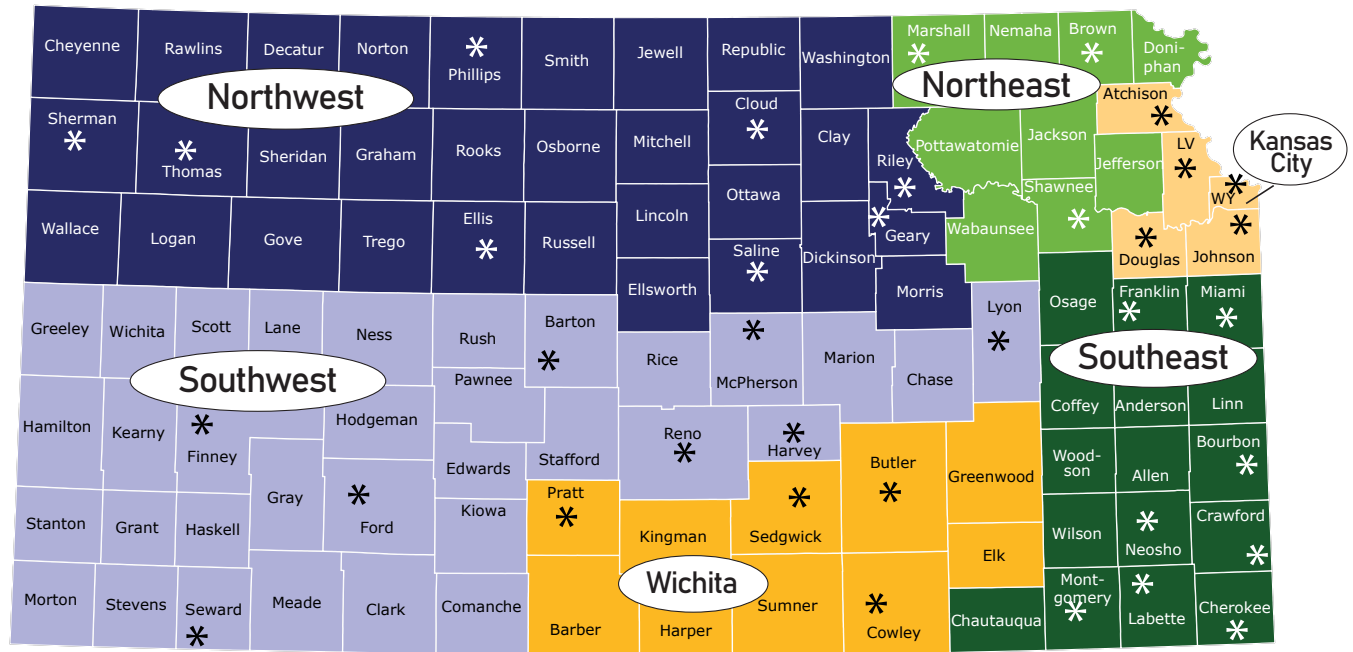 Cheyenne
Rawlins
Decatur
Norton
*
Phillips
Smith
Jewell
Republic
Washington
Marshall
*
Nemaha
Brown
*
Doni-
phan
Northwest
Northeast
Sherman
*
*
Thomas
Sheridan
Graham
Rooks
Osborne
Mitchell
Cloud
*
Clay
Riley
*
Pottawatomie
Jackson
Atchison
*
Jefferson
LV
*
Kansas
City
*
WY
Wallace
Logan
Gove
Trego
Ellis
*
Russell
Lincoln
Ottawa
Saline
*
Dickinson
*
Geary
Wabaunsee
Shawnee
*
*
Douglas
*
Johnson
Ellsworth
Morris
Greeley
Wichita
Scott
Lane
Ness
Rush
Barton
*
Rice
*
McPherson
Marion
Chase
Lyon
*
Osage
Franklin
*
Miami
*
Southwest
Southeast
Pawnee
Hamilton
Kearny
*
Finney
Hodgeman
Edwards
Stafford
Reno
*
*
Harvey
Butler
*
Greenwood
Coffey
Anderson
Linn
Wood-
son
Allen
Bourbon
*
Stanton
Grant
Haskell
Gray
*
Ford
Kiowa
Pratt
*
Kingman
*
Sedgwick
Elk
Wilson
*
Neosho
Crawford
*
Wichita
Morton
Stevens
Seward
*
Meade
Clark
Comanche
Barber
Harper
Sumner
*
Cowley
Chautauqua
Mont-
gomery
*
*
Labette
Cherokee
*